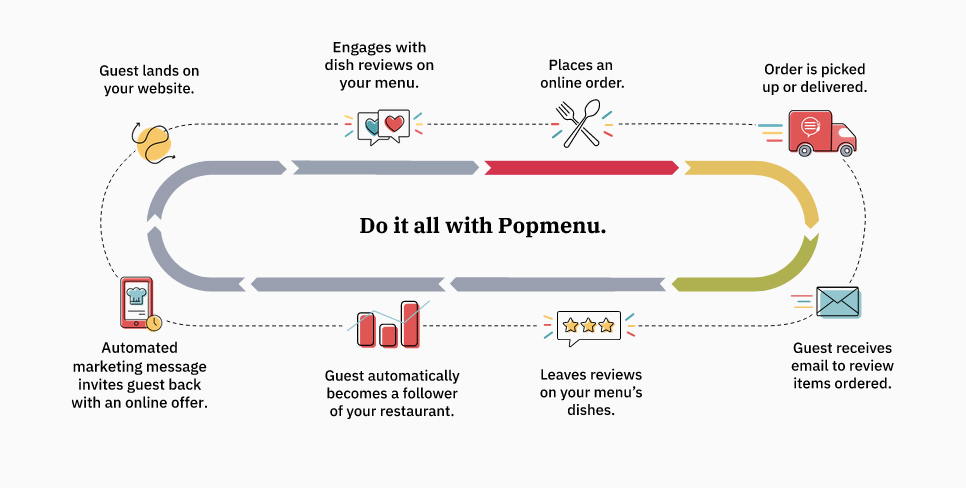 Guest lands on
your website.
Engages with
dish reviews on
your menu.
Places an
online order.
Order is picked
up or delivered.
Do it all with Popmenu.
Automated
marketing message
invites guest back
with an online offer.
Guest automatically
becomes a follower
of your restaurant.
Leaves reviews
on your menu’s
dishes.
Guest receives
email to review
items ordered.